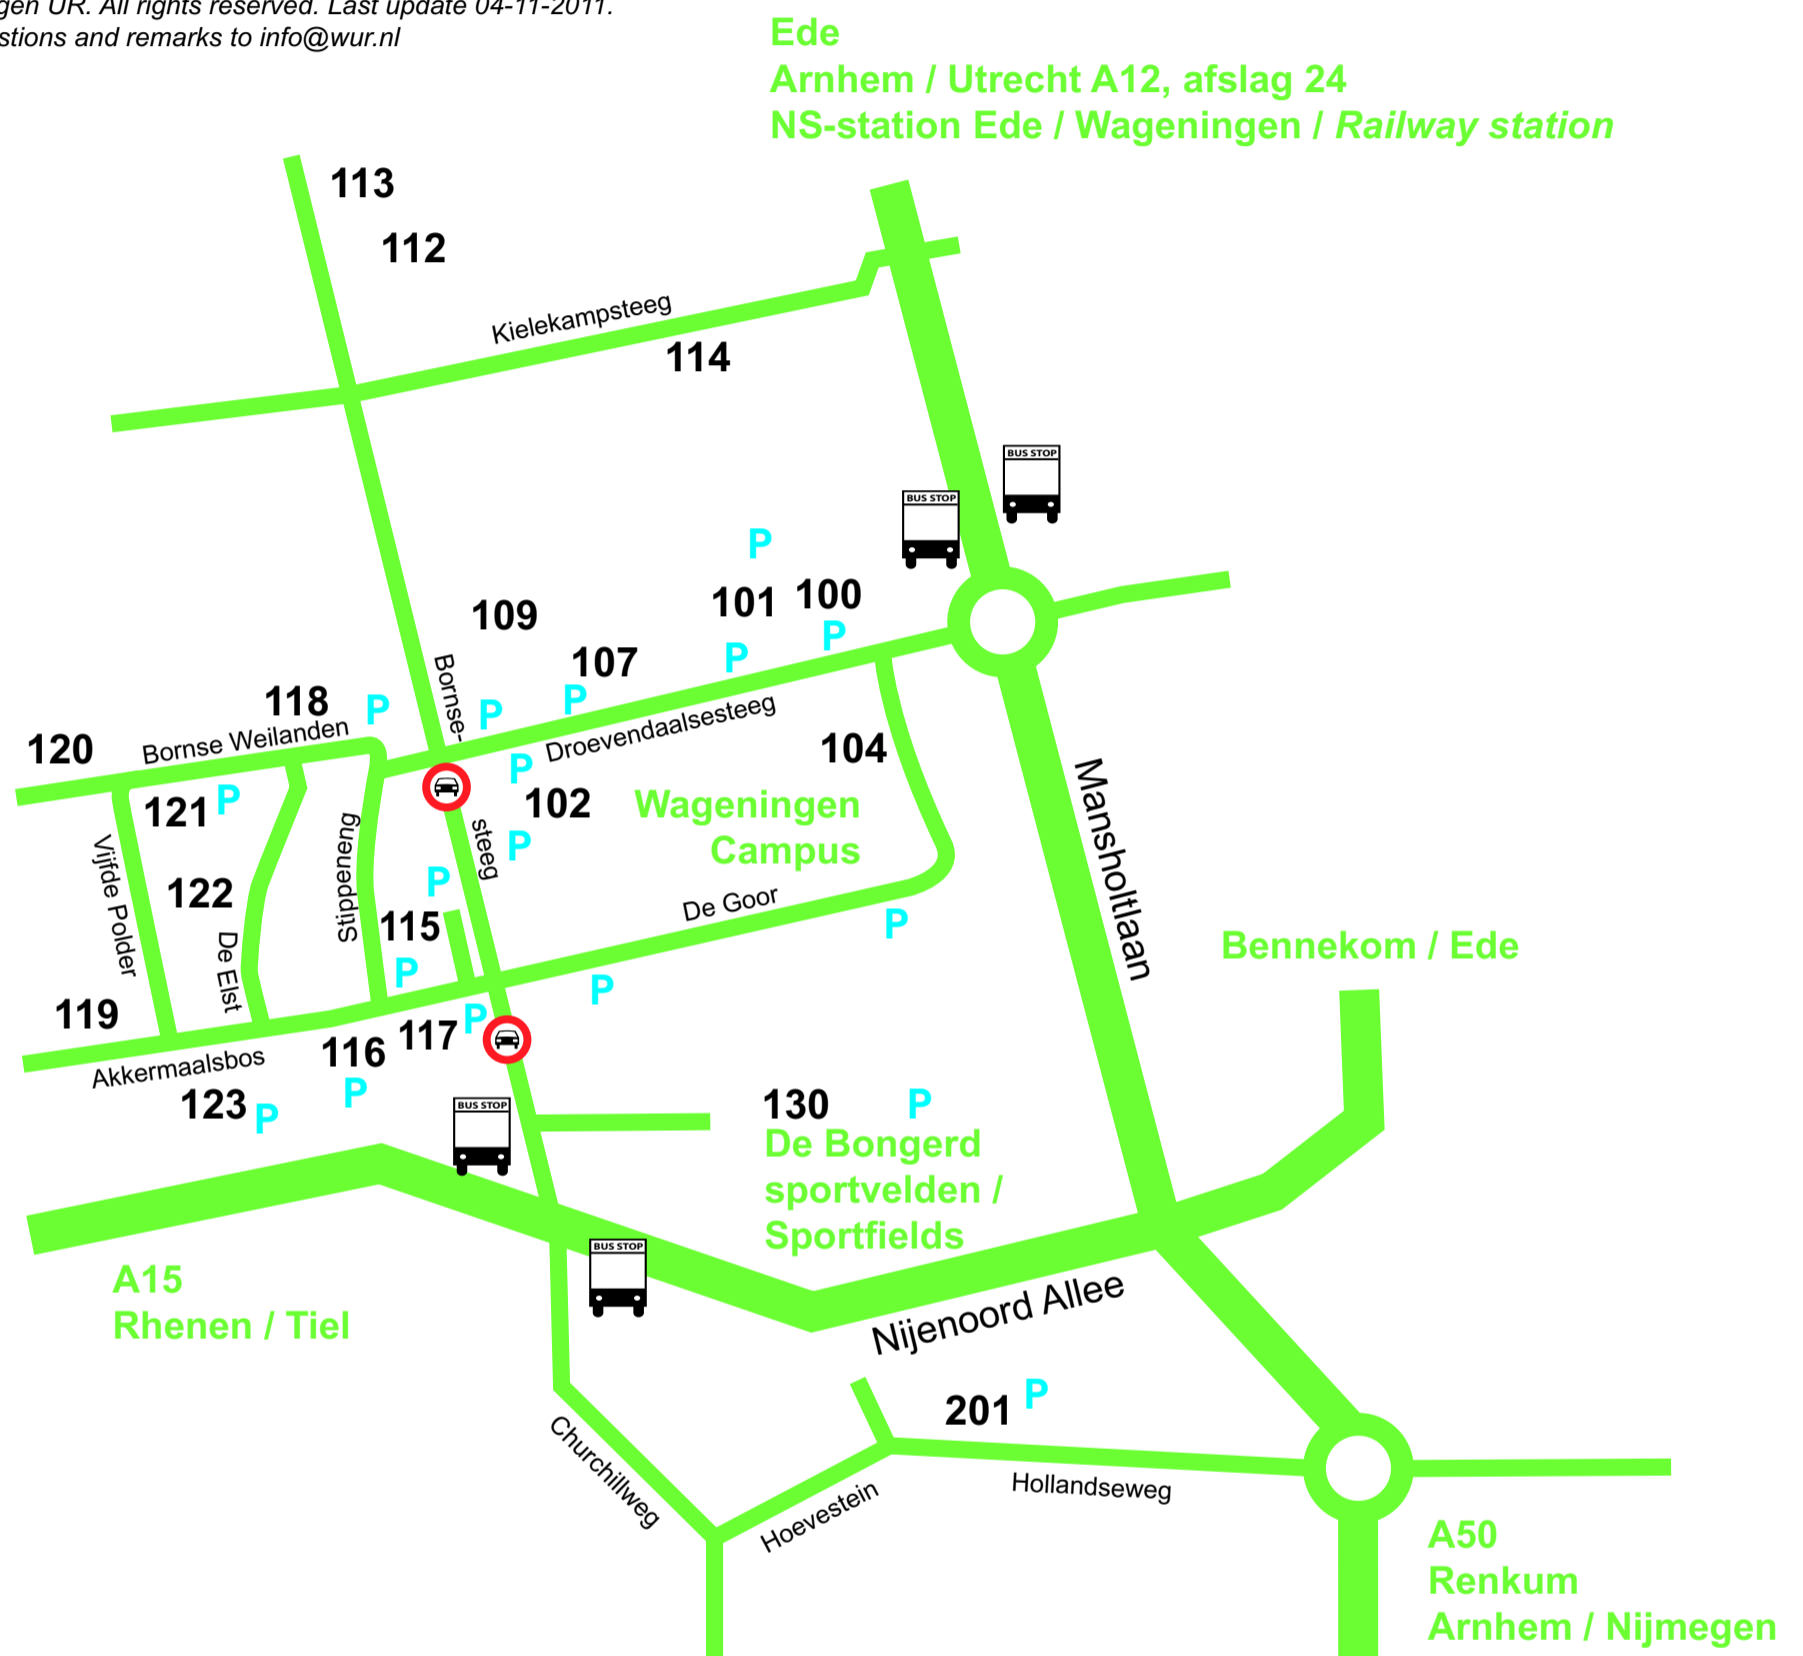 gen UR. All rights reserved. Last update 04-11-2011.
stions and remarks to info@wur.nl
Ede
Arnhem / Utrecht A12, afslag 24
NS-station Ede / Wageningen / Railway station
113
112
Kielekampsteeg
114
BUS STOP
BUS STOP
P
101
100
109
P
107
P
Bornse-
118
P
P
P
Droevendaalsesteeg
Bornse Weilanden
120
104
P
Mansholtlaan
121
P
102
Wageningen
Campus
steeg
P
Stippeneng
Vijfde Polder
122
P
De Goor
115
P
De Elst
P
P
Bennekom / Ede
119
117
P
116
Akkermaalsbos
P
123
P
BUS STOP
130
P
De Bongerd
sportvelden /
Sportfields
BUS STOP
A15
Rhenen / Tiel
Nijenoord Allee
201
P
Churchillweg
Hoevestein
Hollandseweg
A50
Renkum
Arnhem / Nijmegen